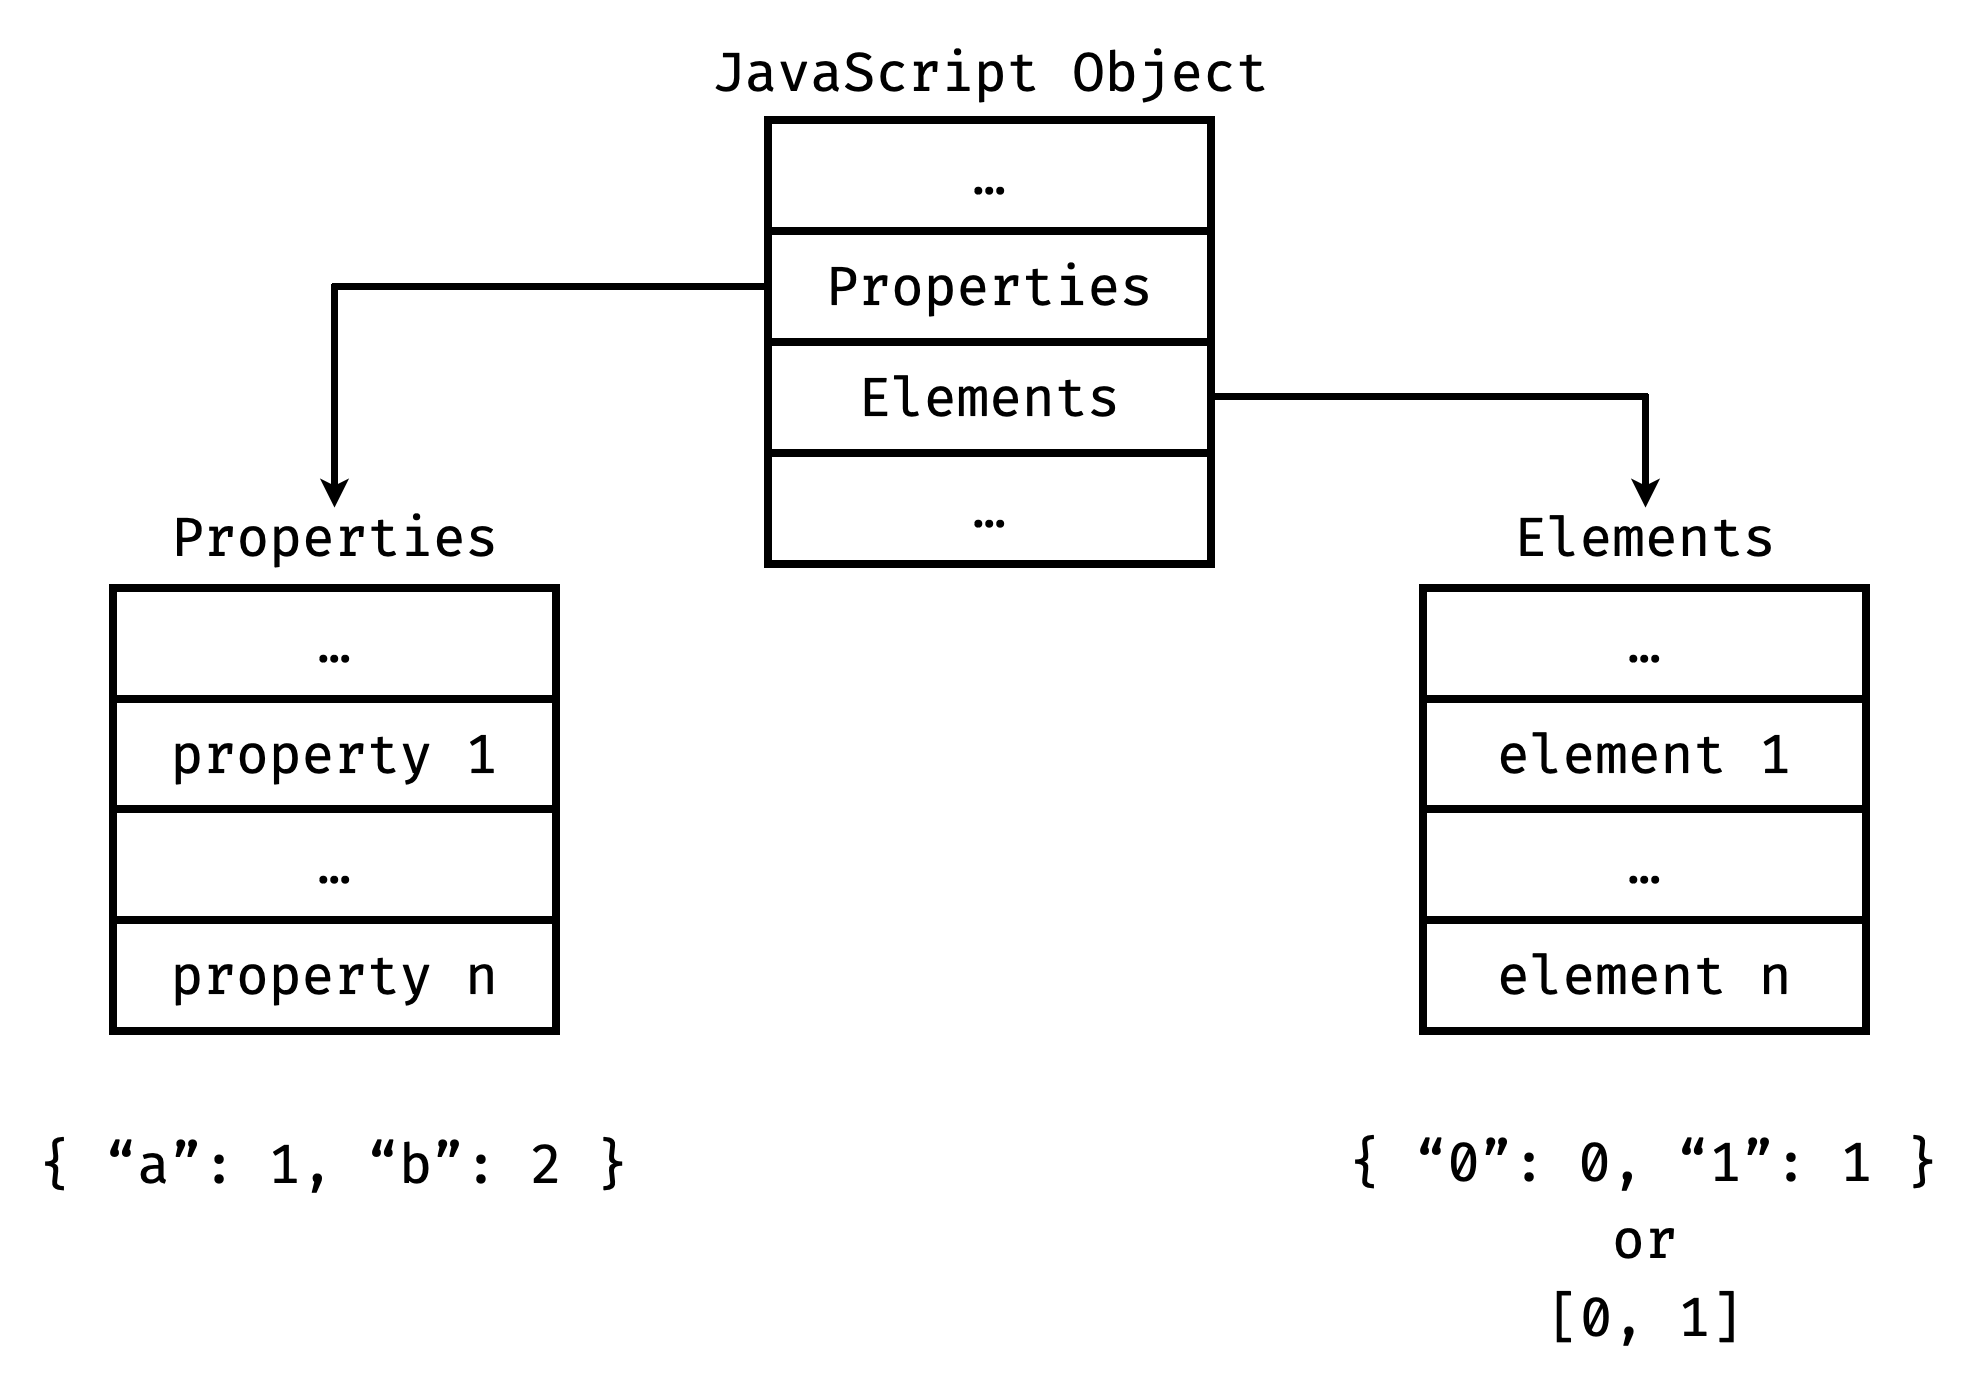 JavaScript Object
…
Properties
Elements
…
Properties
…
property 1
…
property n
{ “a”: 1, “b”: 2 }
Elements
…
element 1
…
element n
{ “0”: 0, “1”: 1 }
or
[0, 1]